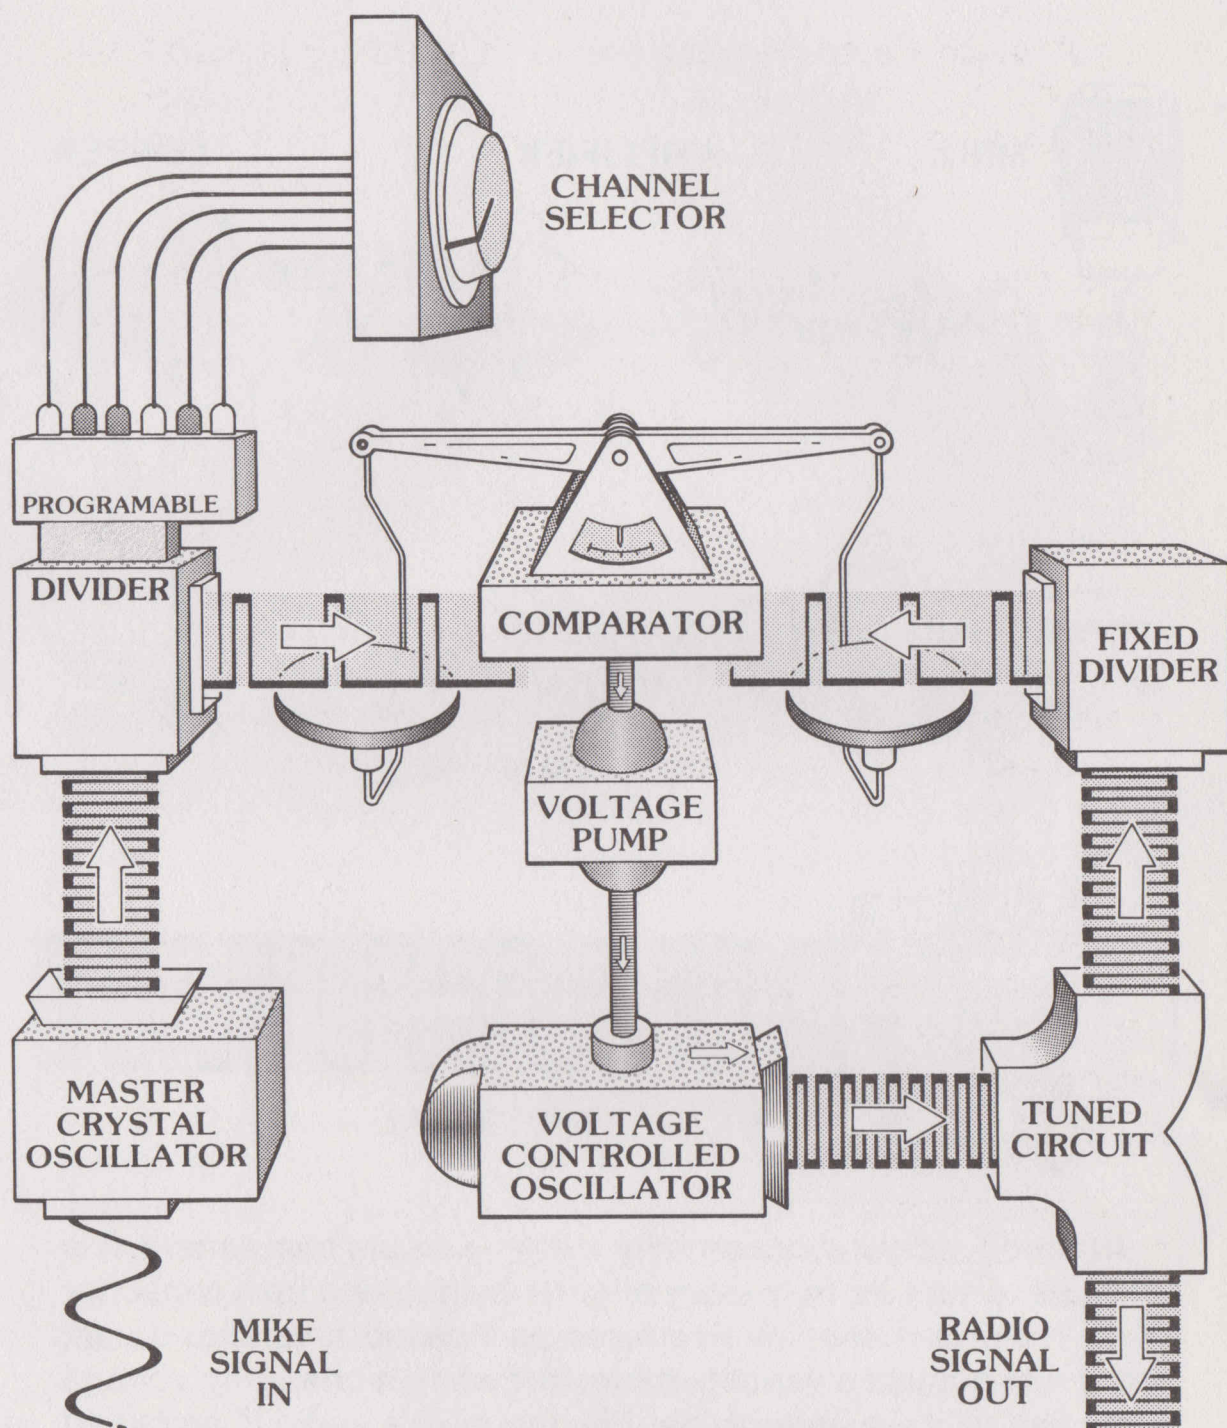 CHANNEL
SELECTOR
PROGRAMABLE
DIVIDER
COMPARATOR
FIXED
DIVIDER
VOLTAGE
PUMP
MASTER
CRYSTAL
OSCILLATOR
VOLTAGE
CONTROLLED
OSCILLATOR
TUNED
CIRCUIT
MIKE
SIGNAL
IN
RADIO
SIGNAL
OUT